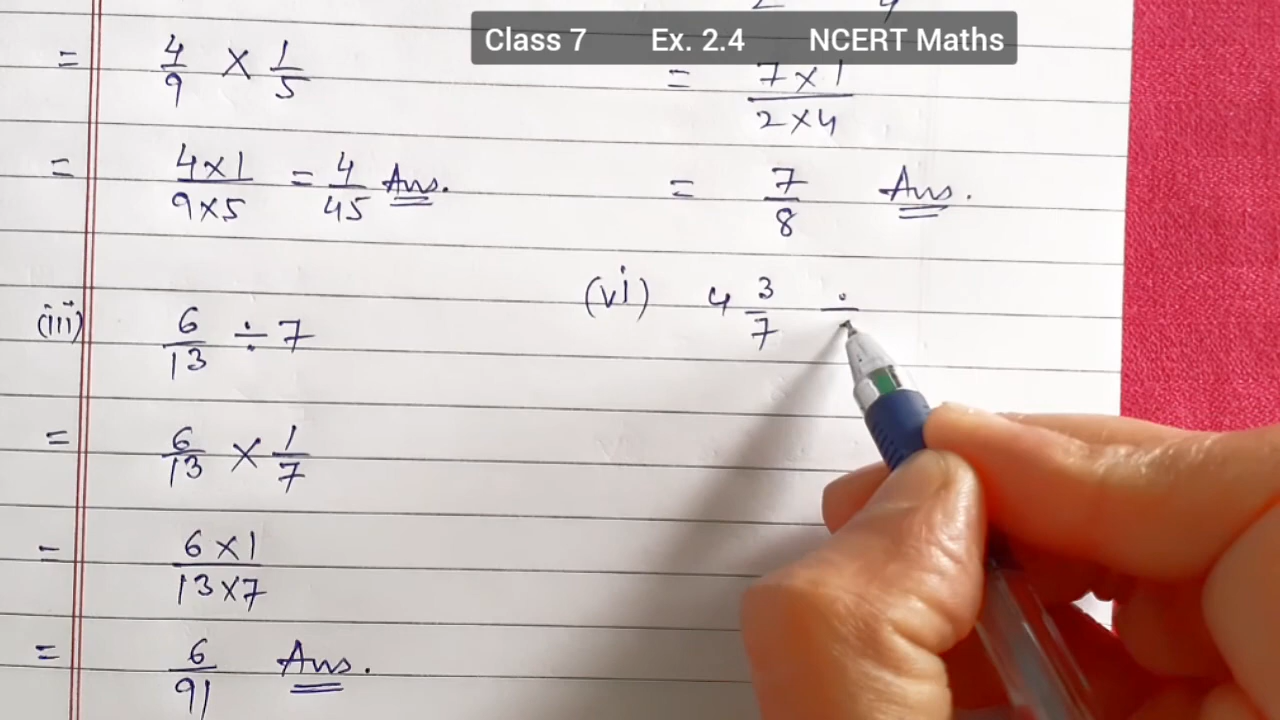 Class 7 Ex. 2.4 NCERT Maths
= 4/9 × 1/5
= 4×1/9×5 = 4/45 Ans.
(iii) 6/13 ÷ 7
= 6/13 × 1/7
= 6×1/13×7
= 6/91 Ans.
= 7×1/2×4
= 7/8 Ans.
(vi) 4 3/7 ÷